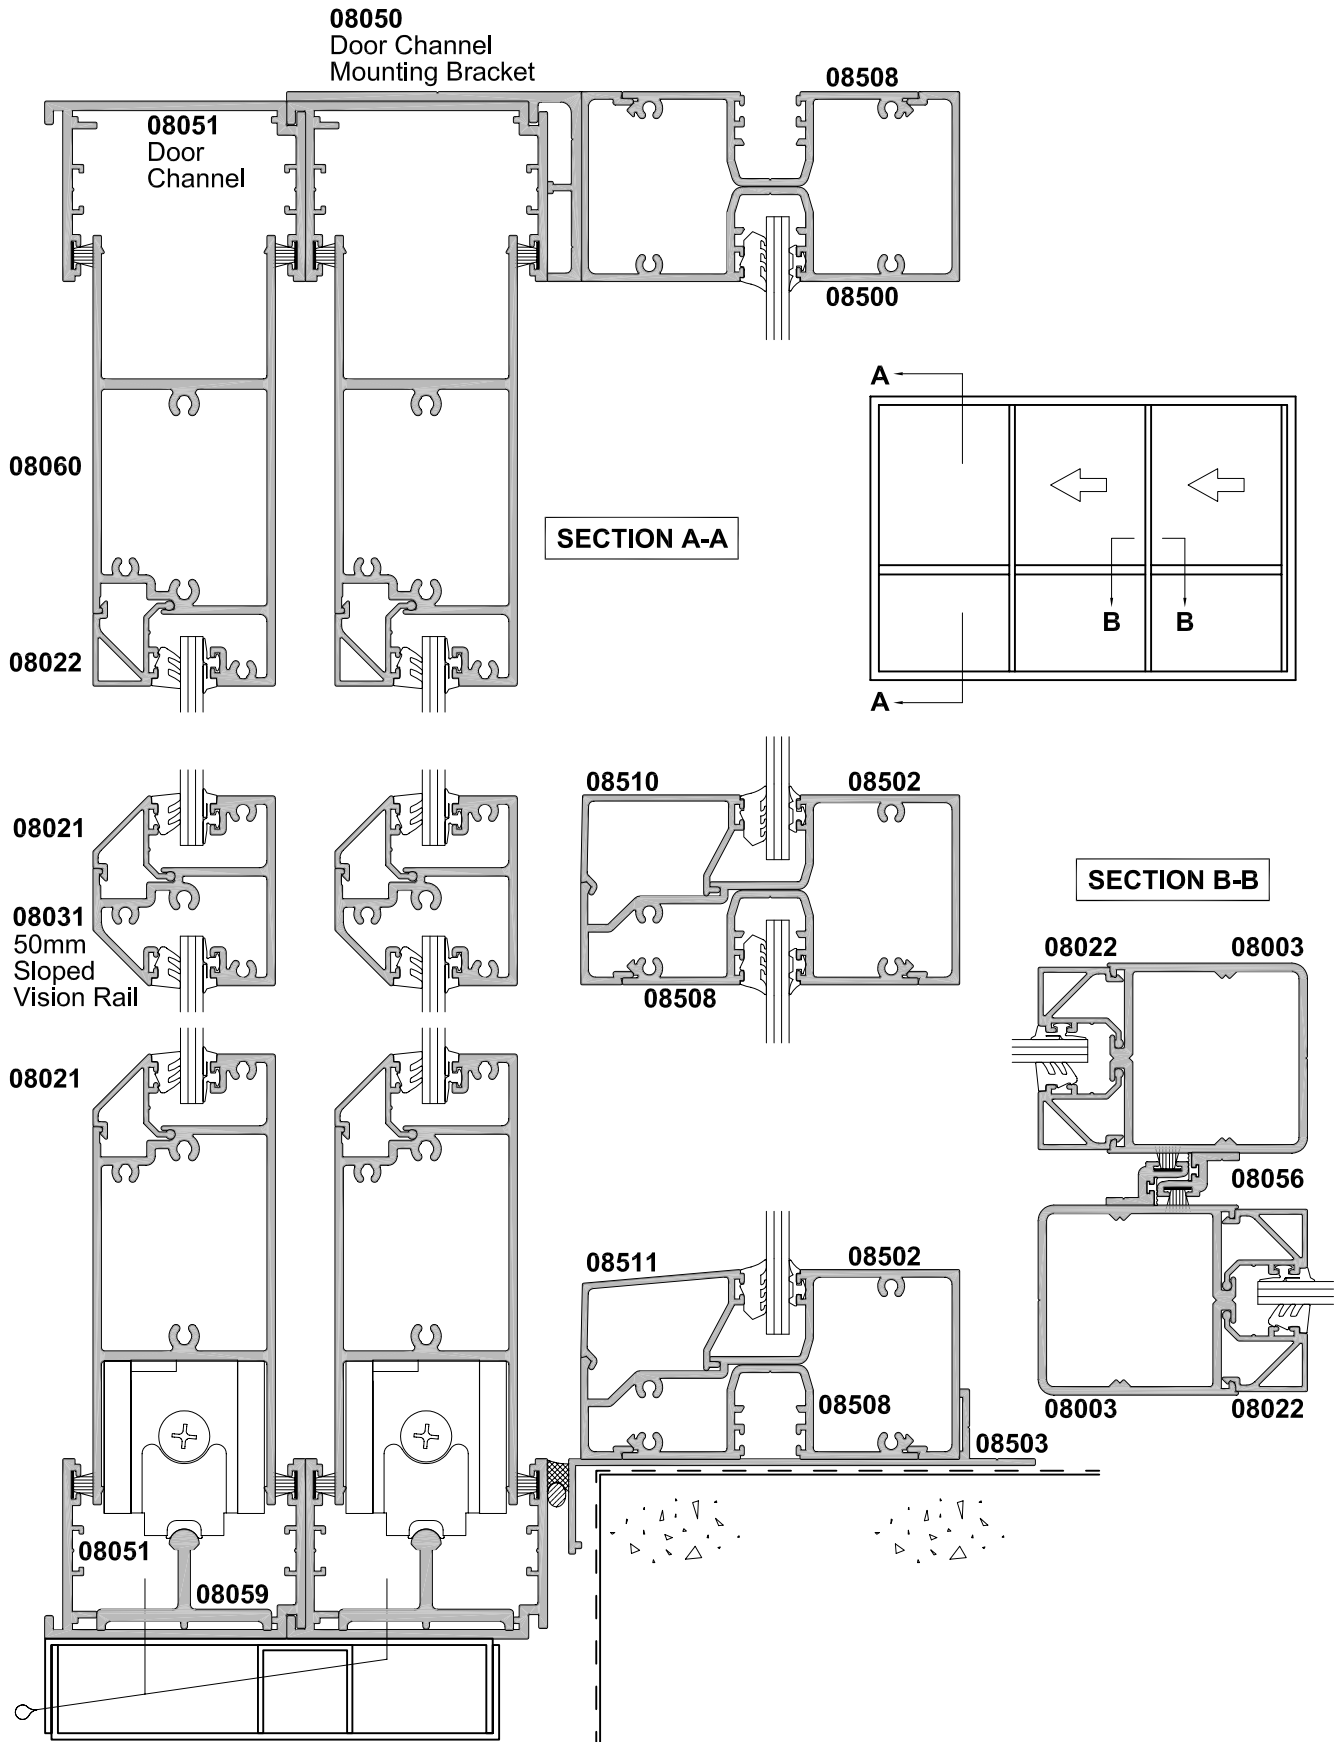 08050
Door Channel
Mounting Bracket
08508
08051
Door
Channel
08500
A
08060
SECTION A-A
B
B
08022
A
08510
08502
08021
SECTION B-B
08031
50mm
Sloped
Vision Rail
08022
08003
08508
08021
08056
08511
08502
08508
08003
08022
08503
08051
08059